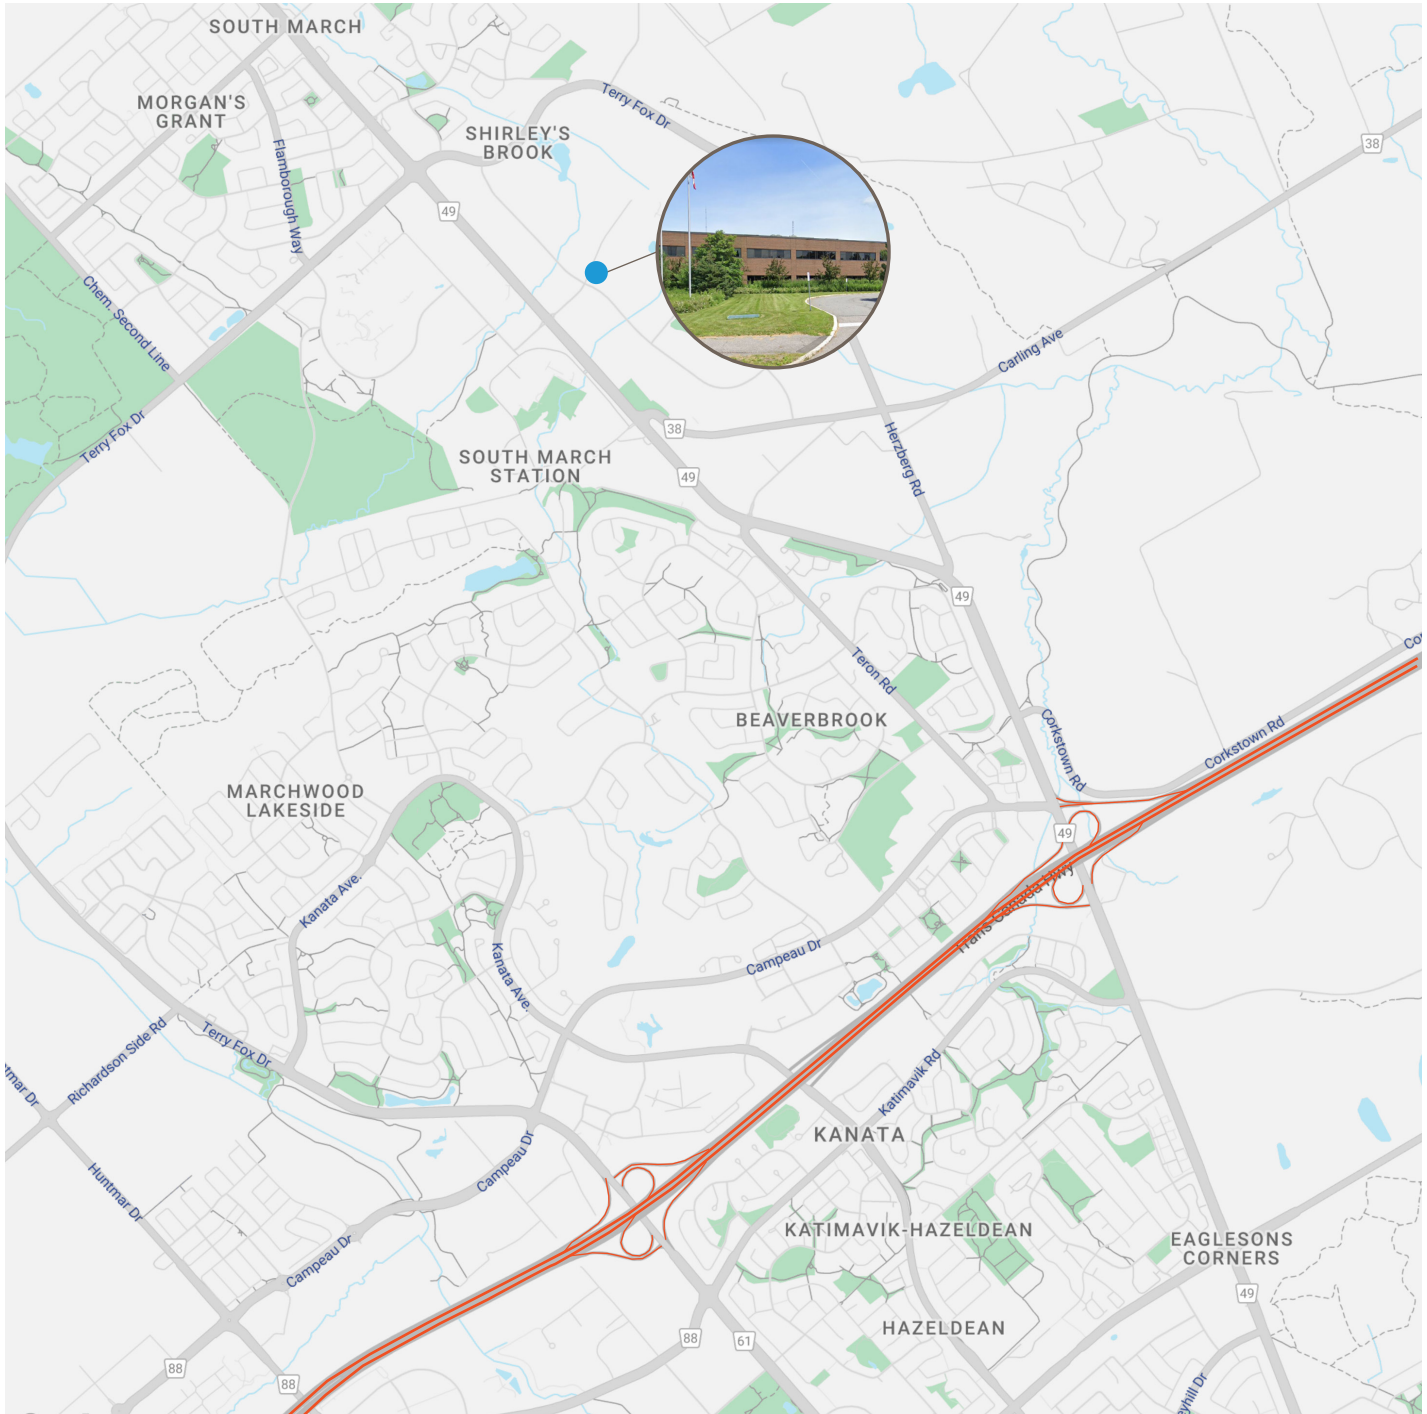 SOUTH MARCH
MORGAN'S
GRANT
SHIRLEY'S
BROOK
Terry Fox Dr
38
Flamborough Way
49
Chem. Second Line
Carling Ave
Terry Fox Dr
38
Herzberg Rd
SOUTH MARCH
STATION
49
49
Teron Rd
BEAVERBROOK
Corkstown Rd
Corkstown Rd
MARCHWOOD
LAKESIDE
49
Trans-Canada Hwy
Kanata Ave.
Kanata Ave.
Campeau Dr
Richardson Side Rd
Terry Fox Dr
Katimavik Rd
KANATA
Campeau Dr
Huntmar Dr
KATIMAVIK-HAZELDEAN
EAGLESONS
CORNERS
Campeau Dr
49
HAZELDEAN
88
61
88
88